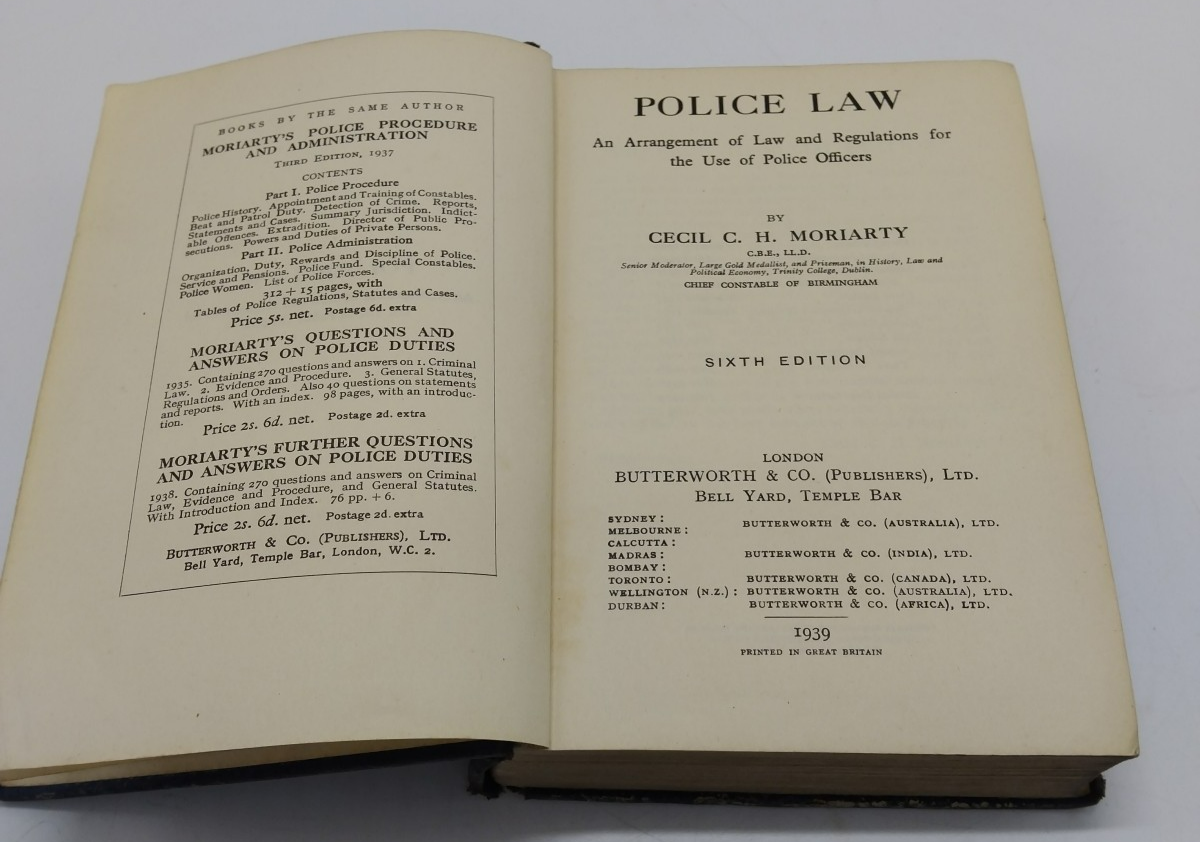 BOOKS BY THE SAME AUTHOR
MORIARTY'S POLICE PROCEDURE
AND ADMINISTRATION
THIRD EDITION, 1937
CONTENTS
Part I. Police Procedure
Police History. Appointment and Training of Constables.
Beat and Patrol Duty. Detection of Crime. Reports,
Statements and Cases. Summary Jurisdiction. Indict-
able Offences. Extradition. Director of Public Pro-
secutions. Powers and Duties of Private Persons.
Part II. Police Administration
Organization, Duty, Rewards and Discipline of Police.
Service and Pensions. Police Fund. Special Constables.
Police Women. List of Police Forces.
312 + 15 pages, with
Tables of Police Regulations, Statutes and Cases.
Price 5s. net. Postage 6d. extra
MORIARTY'S QUESTIONS AND
ANSWERS ON POLICE DUTIES
1935. Containing 270 questions and answers on 1. Criminal
Law. 2. Evidence and Procedure. 3. General Statutes,
Regulations and Orders. Also 40 questions on statements
and reports. With an index. 98 pages, with an introduc-
tion.
Price 2s. 6d. net. Postage 2d. extra
MORIARTY'S FURTHER QUESTIONS
AND ANSWERS ON POLICE DUTIES
1938. Containing 270 questions and answers on Criminal
Law, Evidence and Procedure, and General Statutes.
With Introduction and Index. 76 pp. + 6.
Price 2s. 6d. net. Postage 2d. extra
BUTTERWORTH & CO. (PUBLISHERS), LTD.
Bell Yard, Temple Bar, London, W.C. 2.
POLICE LAW
An Arrangement of Law and Regulations for
the Use of Police Officers
BY
CECIL C. H. MORIARTY
C.B.E., LL.D.
Senior Moderator, Large Gold Medallist, and Prizeman, in History, Law and
Political Economy, Trinity College, Dublin.
CHIEF CONSTABLE OF BIRMINGHAM
SIXTH EDITION
LONDON
BUTTERWORTH & CO. (PUBLISHERS), LTD.
BELL YARD, TEMPLE BAR
SYDNEY:
MELBOURNE: BUTTERWORTH & CO. (AUSTRALIA), LTD.
CALCUTTA:
MADRAS: BUTTERWORTH & CO. (INDIA), LTD.
BOMBAY:
TORONTO: BUTTERWORTH & CO. (CANADA), LTD.
WELLINGTON (N.Z.): BUTTERWORTH & CO. (AUSTRALIA), LTD.
DURBAN: BUTTERWORTH & CO. (AFRICA), LTD.
1939
PRINTED IN GREAT BRITAIN